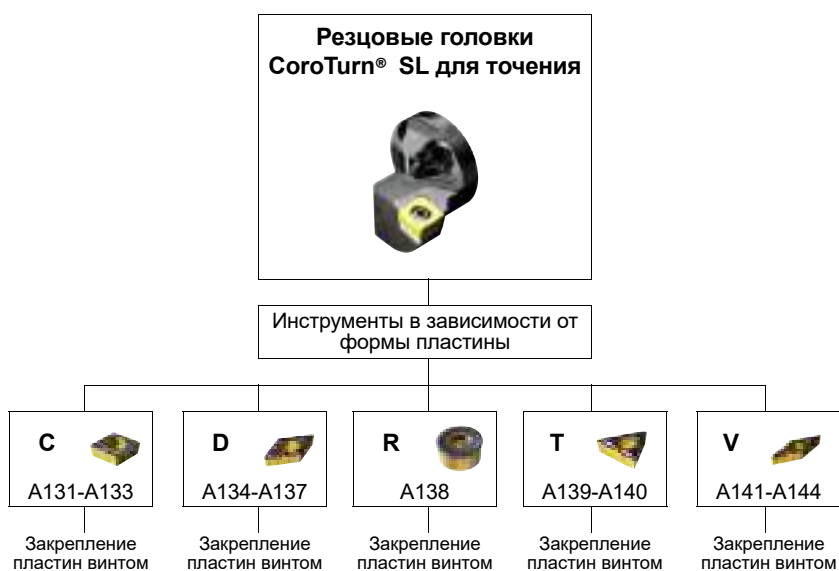 Резцовые головки
CoroTurn® SL для точения
Инструменты в зависимости от
формы пластины
C
A131-A133
D
A134-A137
R
A138
T
A139-A140
V
A141-A144
Закрепление
пластин винтом
Закрепление
пластин винтом
Закрепление
пластин винтом
Закрепление
пластин винтом
Закрепление
пластин винтом